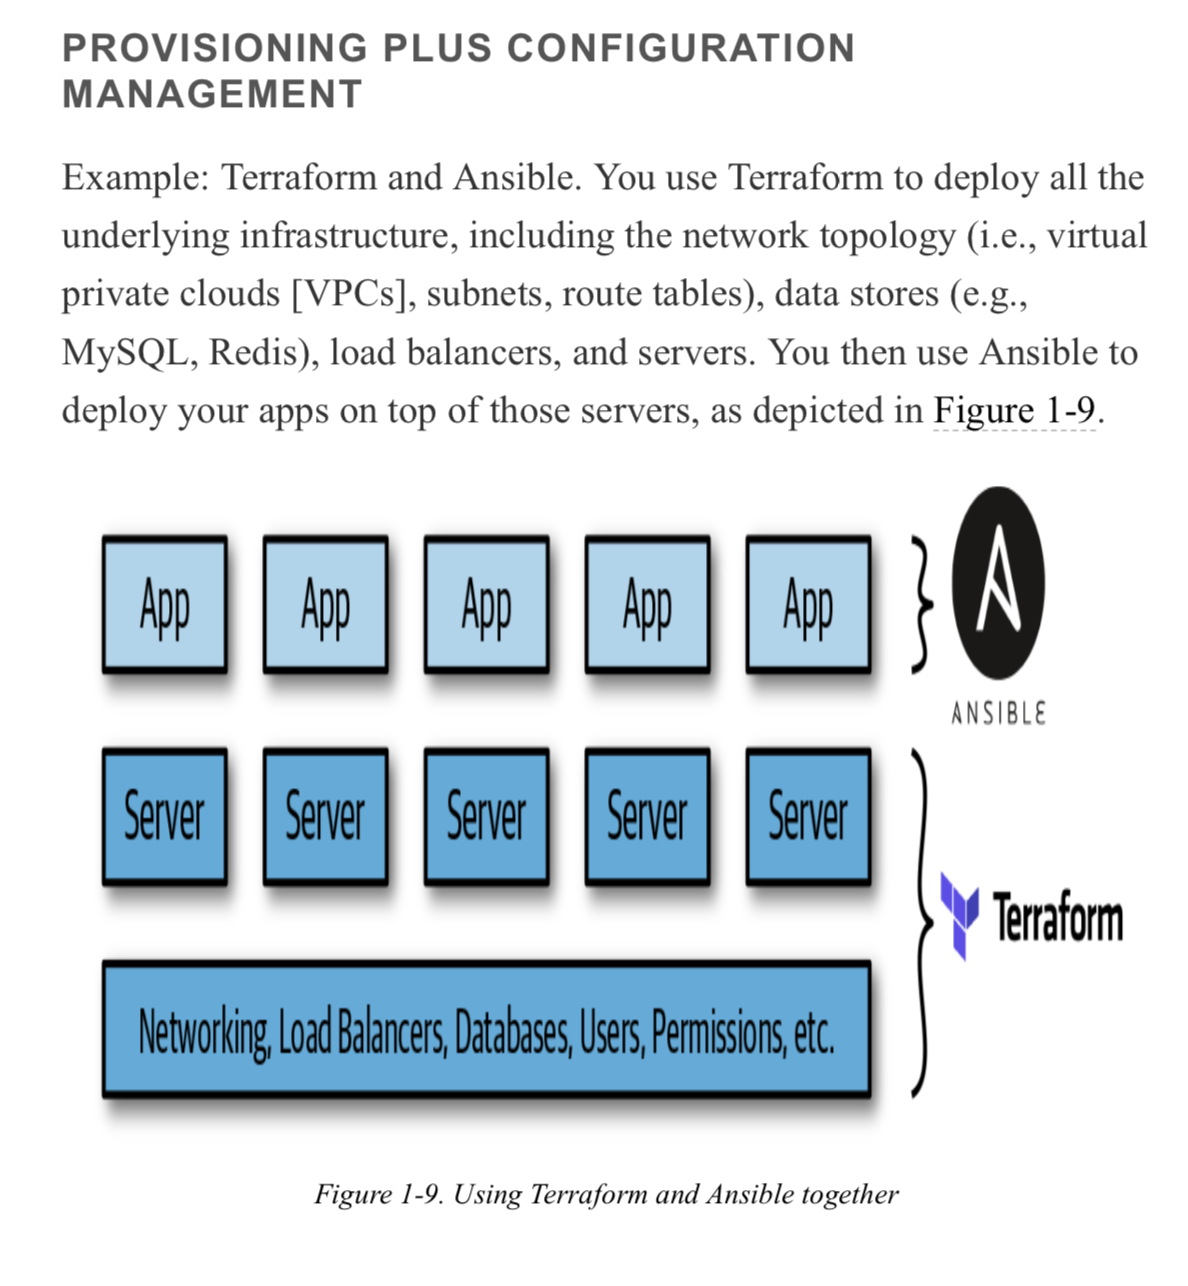 PROVISIONING PLUS CONFIGURATION
MANAGEMENT
Example: Terraform and Ansible. You use Terraform to deploy all the
underlying infrastructure, including the network topology (i.e., virtual
private clouds [VPCs], subnets, route tables), data stores (e.g.,
MySQL, Redis), load balancers, and servers. You then use Ansible to
deploy your apps on top of those servers, as depicted in Figure 1-9.
App App App App App
ANSIBLE
Server Server Server Server Server
Terraform
Networking, Load Balancers, Databases, Users, Permissions, etc.
Figure 1-9. Using Terraform and Ansible together